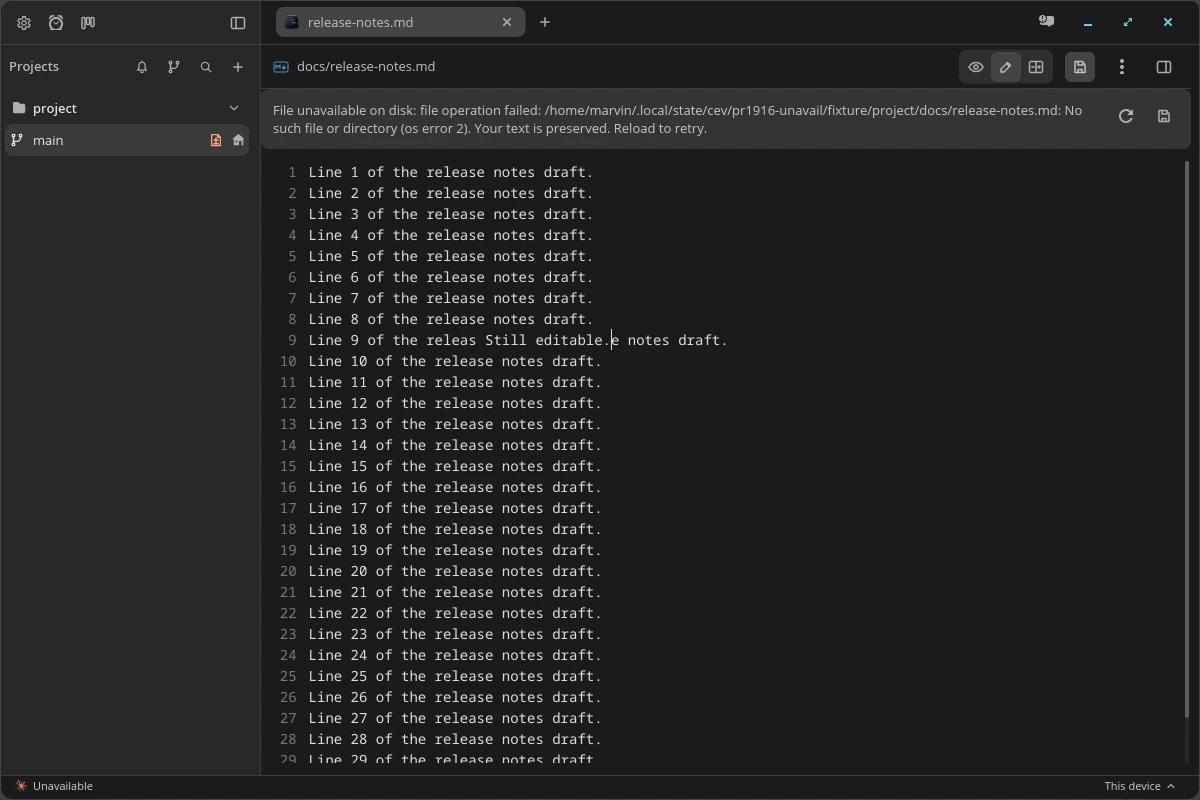 release-notes.md
Projects
docs/release-notes.md
project
main
File unavailable on disk: file operation failed: /home/marvin/.local/state/cev/pr1916-unavail/fixture/project/docs/release-notes.md: No
such file or directory (os error 2). Your text is preserved. Reload to retry.
1 Line 1 of the release notes draft.
2 Line 2 of the release notes draft.
3 Line 3 of the release notes draft.
4 Line 4 of the release notes draft.
5 Line 5 of the release notes draft.
6 Line 6 of the release notes draft.
7 Line 7 of the release notes draft.
8 Line 8 of the release notes draft.
9 Line 9 of the releas Still editable.e notes draft.
10 Line 10 of the release notes draft.
11 Line 11 of the release notes draft.
12 Line 12 of the release notes draft.
13 Line 13 of the release notes draft.
14 Line 14 of the release notes draft.
15 Line 15 of the release notes draft.
16 Line 16 of the release notes draft.
17 Line 17 of the release notes draft.
18 Line 18 of the release notes draft.
19 Line 19 of the release notes draft.
20 Line 20 of the release notes draft.
21 Line 21 of the release notes draft.
22 Line 22 of the release notes draft.
23 Line 23 of the release notes draft.
24 Line 24 of the release notes draft.
25 Line 25 of the release notes draft.
26 Line 26 of the release notes draft.
27 Line 27 of the release notes draft.
28 Line 28 of the release notes draft.
29 Line 29 of the release notes draft
Unavailable
This device